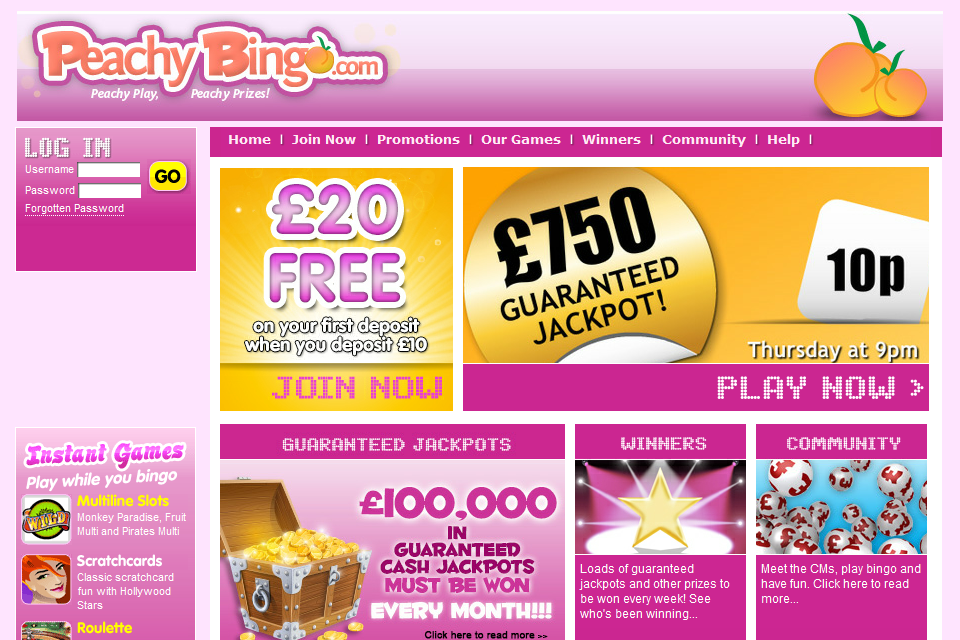 PeachyBingo.com
Peachy Play, Peachy Prizes!
LOG IN
Username
Password
GO
Forgotten Password
Home | Join Now | Promotions | Our Games | Winners | Community | Help |
£20
FREE
on your first deposit
when you deposit £10
JOIN NOW
£750
GUARANTEED
JACKPOT!
10p
Thursday at 9pm
PLAY NOW >
Instant Games
Play while you bingo
Multiline Slots
Monkey Paradise, Fruit
Multi and Pirates Multi
WILD
Scratchcards
Classic scratchcard
fun with Hollywood
Stars
Roulette
GUARANTEED JACKPOTS
£100,000
IN
GUARANTEED
CASH JACKPOTS
MUST BE WON
EVERY MONTH!!!
Click here to read more >>
WINNERS
Loads of guaranteed
jackpots and other prizes to
be won every week! See
who's been winning...
COMMUNITY
Meet the CMs, play bingo and
have fun. Click here to read
more...